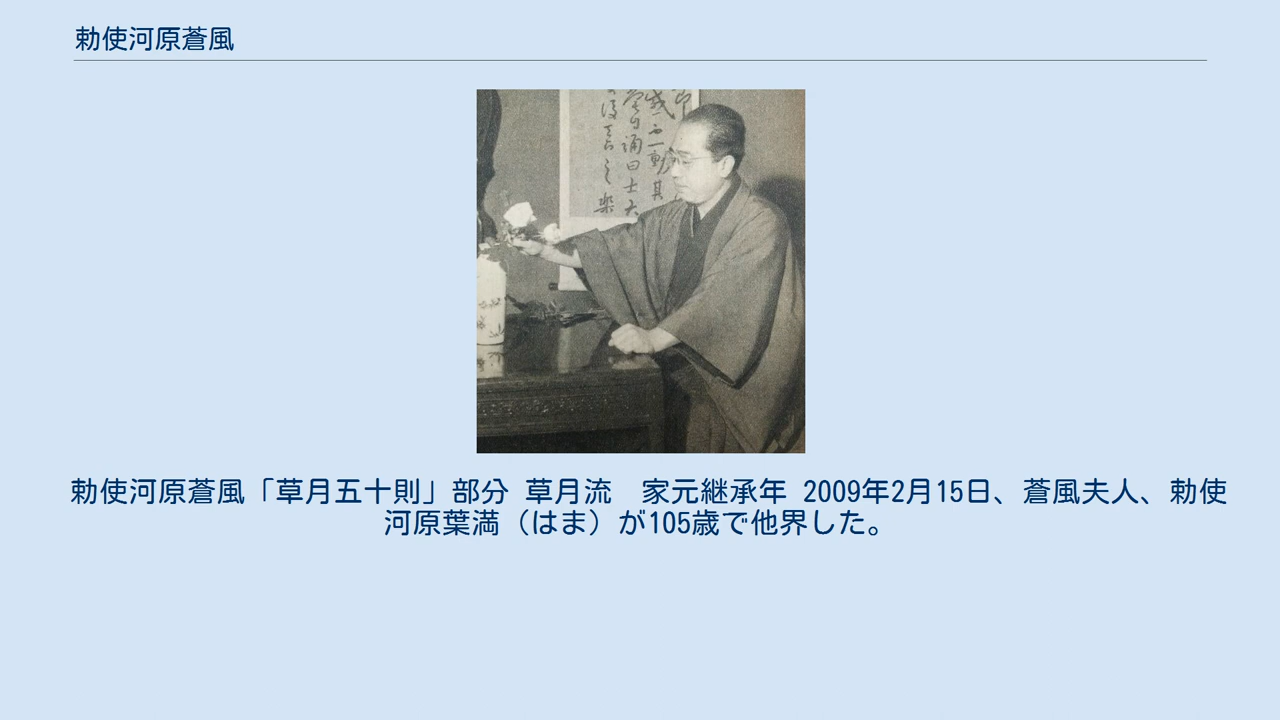 勅使河原蒼風
勅使河原蒼風「草月五十則」部分 草月流　家元継承年 2009年2月15日、蒼風夫人、勅使
河原葉満（はま）が105歳で他界した。